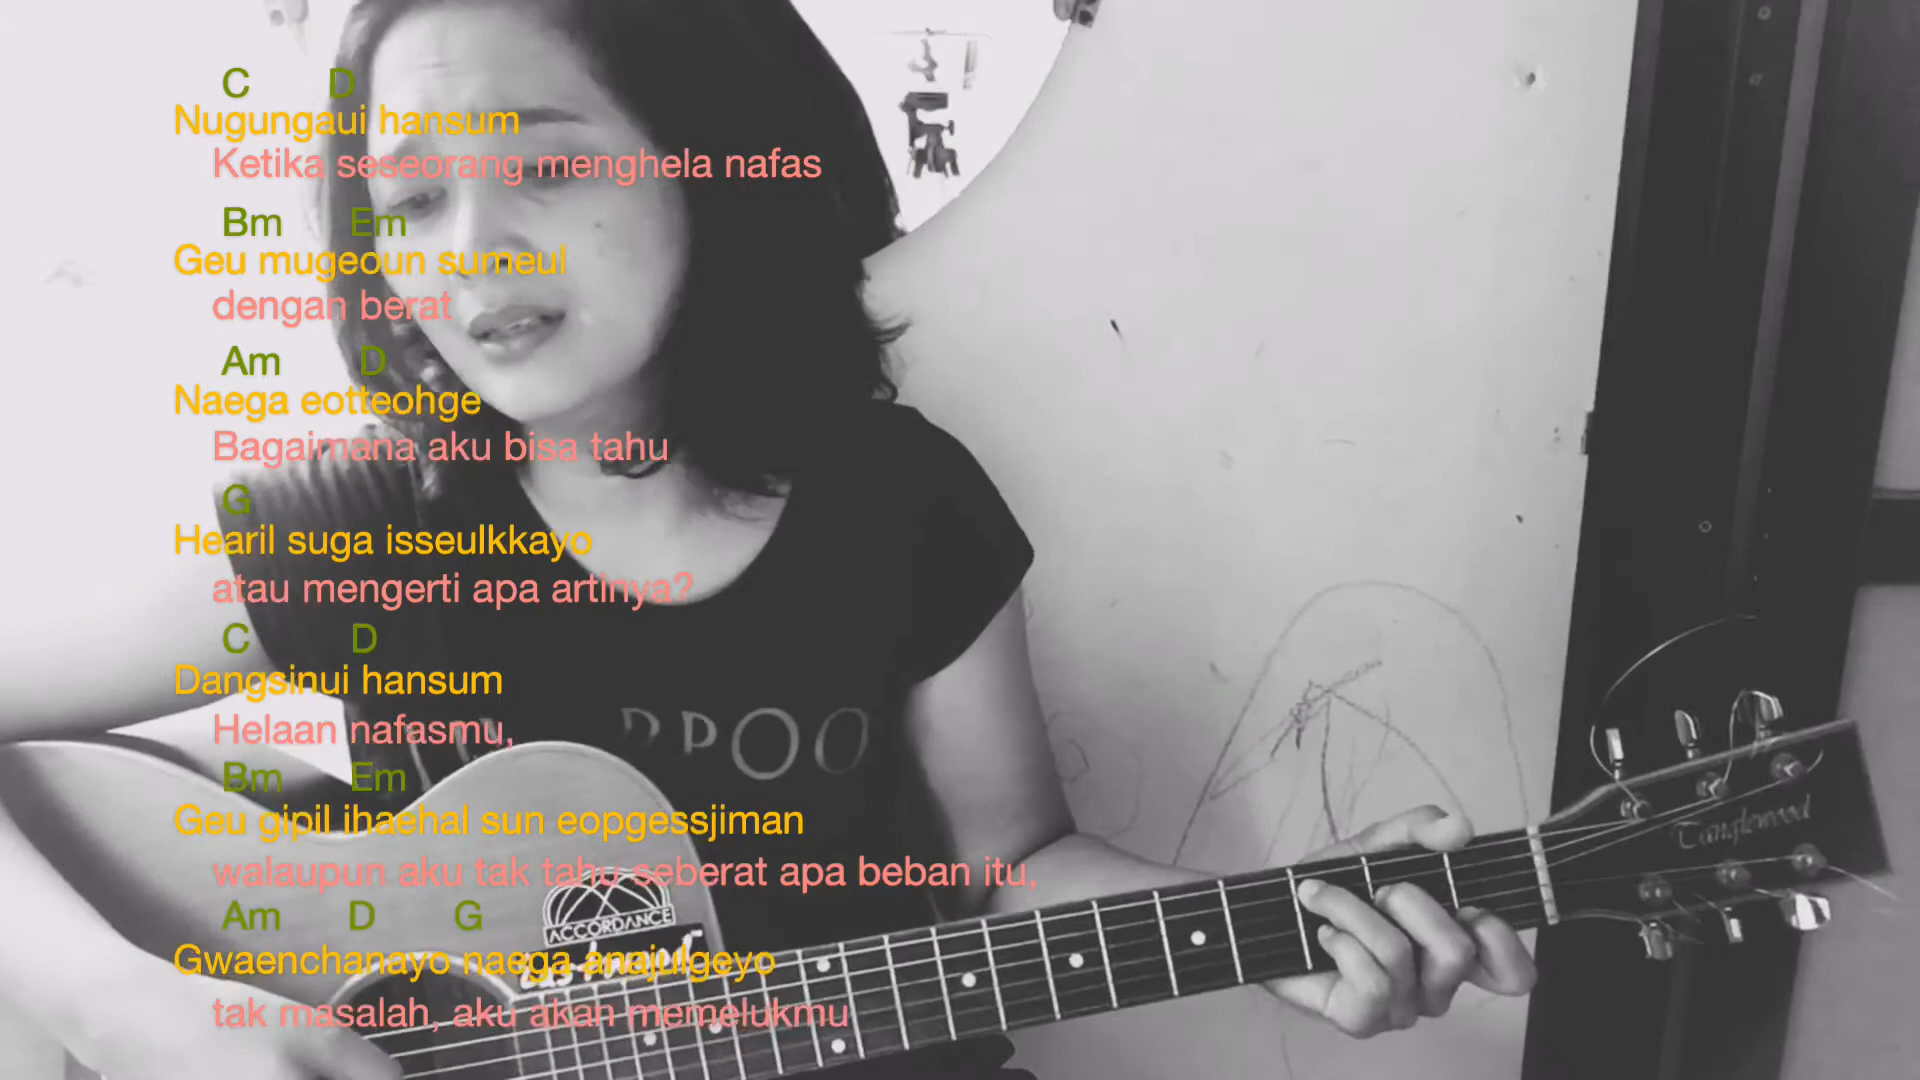 C D
Nugungaui hansum
Ketika seseorang menghela nafas
Bm Em
Geu mugeoun sumeul
dengan berat
Am D
Naega eotteohge
Bagaimana aku bisa tahu
G
Hearil suga isseulkkayo
atau mengerti apa artinya?
C D
Dangsinui hansum
Helaan nafasmu,
Bm Em
Geu gipil ihaehal sun eopgessjiman
walaupun aku tak tahu seberat apa beban itu,
Am D G
Gwaenchanayo naega anajulgeyo
tak masalah, aku akan memelukmu
ACCORDANCE
Tanglewood